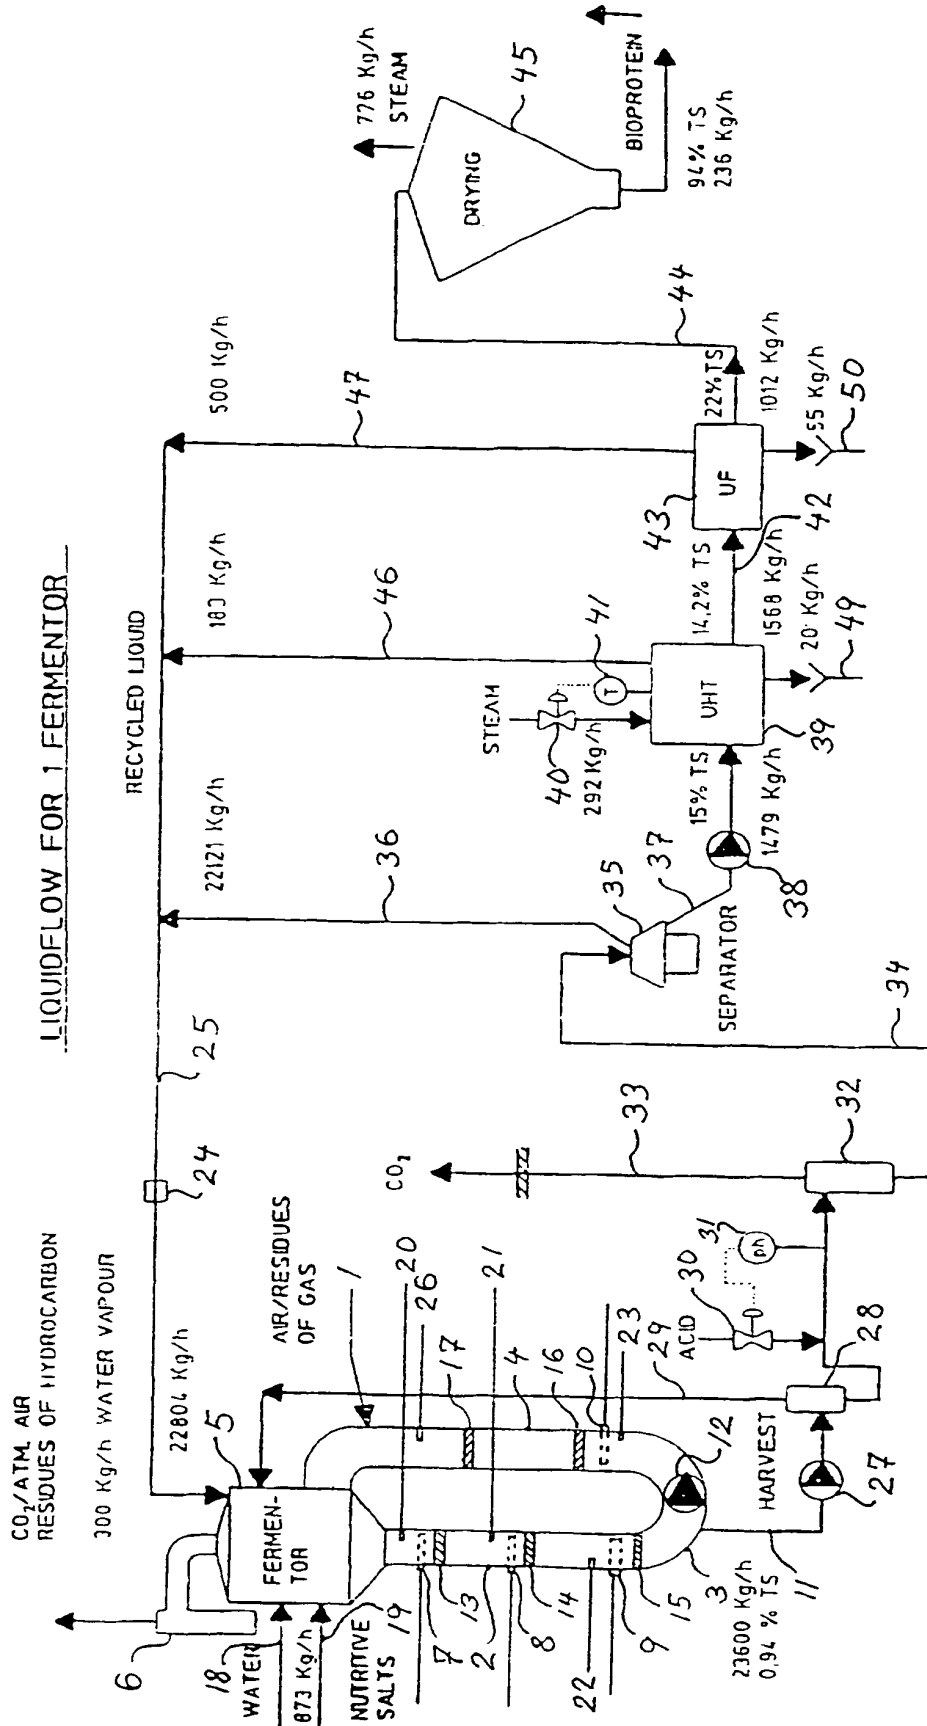 LIQUIDFLOW FOR 1 FERMENTOR
CO₂/ATM. AIR
RESIDUES OF HYDROCARBON
300 Kg/h WATER VAPOUR
22804 Kg/h
24
25
RECYCLED LIQUID
22121 Kg/h
183 Kg/h
500 Kg/h
36
46
47
776 Kg/h
STEAM
6
5
FERMEN-
TOR
18
WATER
873 Kg/h
19
NUTRITIVE
SALTS
AIR/RESIDUES
OF GAS
1
20
26
21
17
4
16
10
23
7
13
2
8
14
22
9
15
3
12
23600 Kg/h
0,94 % TS
11
HARVEST
27
28
29
ACID
30
31
ph
32
33
CO₂
34
SEPARATOR
35
37
38
15% TS
1479 Kg/h
STEAM
40
292 Kg/h
41
T
UHT
39
20 Kg/h
49
14,2% TS
1568 Kg/h
42
43
UF
55 Kg/h
50
22% TS
1012 Kg/h
44
DRYING
45
BIOPROTEIN
94% TS
236 Kg/h